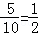 5/10 = 1/2